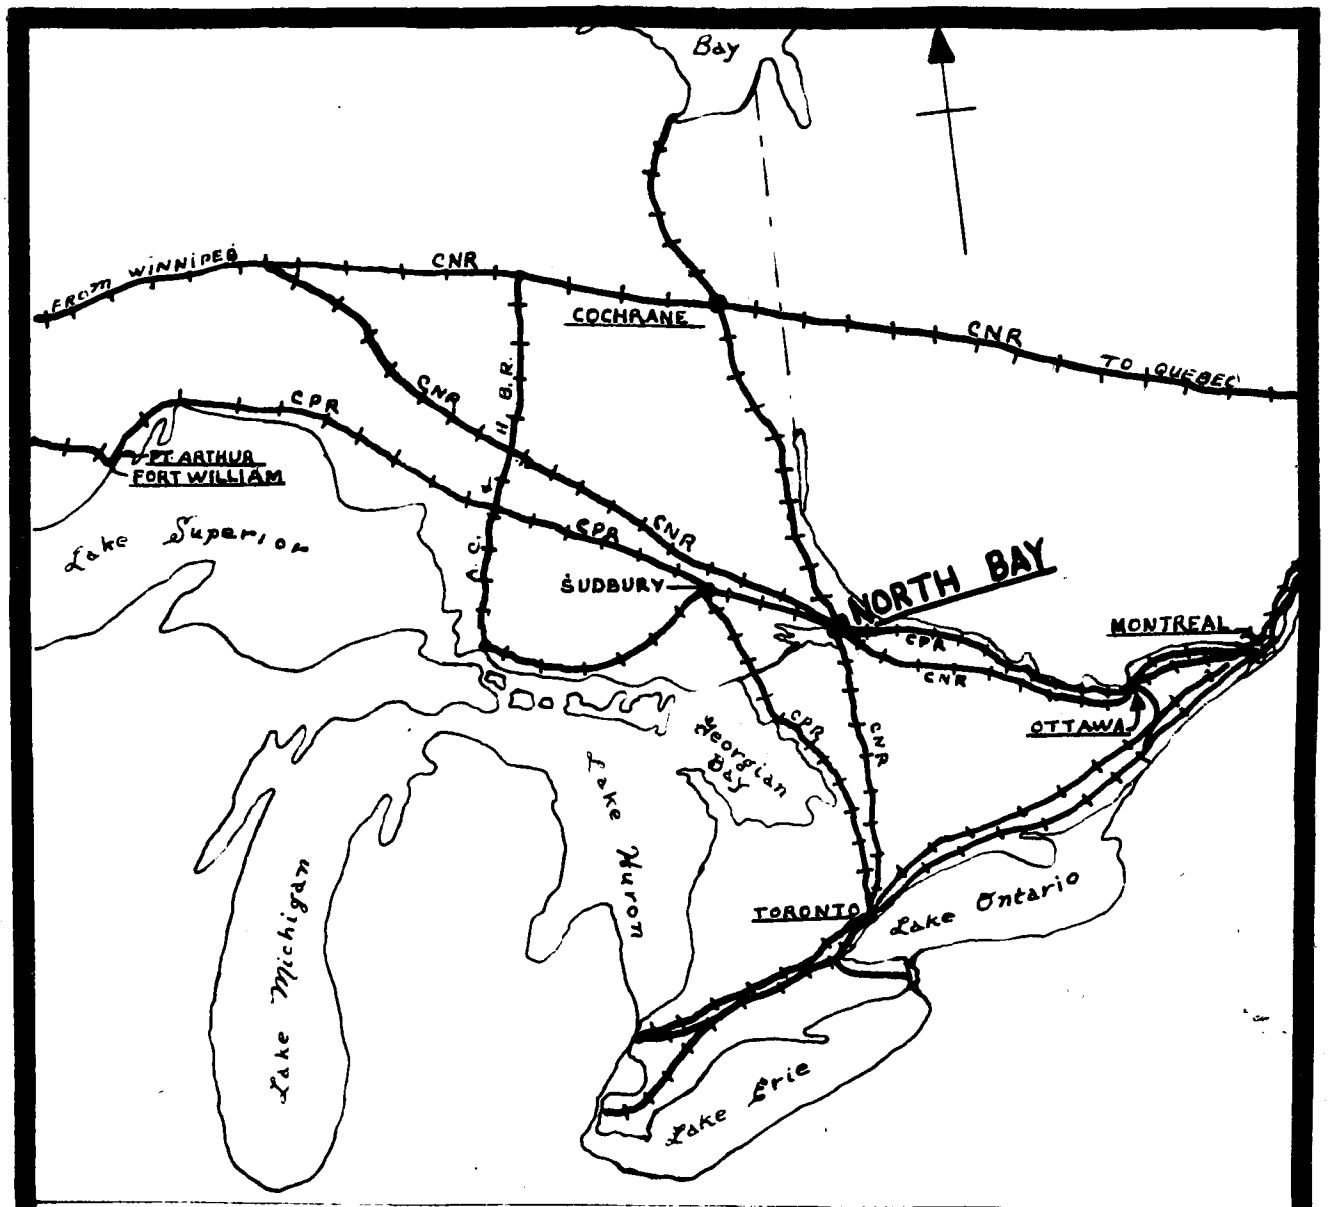 Bay
FROM WINNIPEG
CNR
COCHRANE
CNR
TO QUEBEC
CPR
CNR
H. B. R.
PT. ARTHUR
FORT WILLIAM
Lake Superior
&
A. C.
CPR
CNR
SUDBURY
NORTH BAY
CPR
CNR
MONTREAL
OTTAWA
CPR
CNR
Georgian
Bay
Lake Huron
Lake Michigan
TORONTO
Lake Ontario
Lake Erie